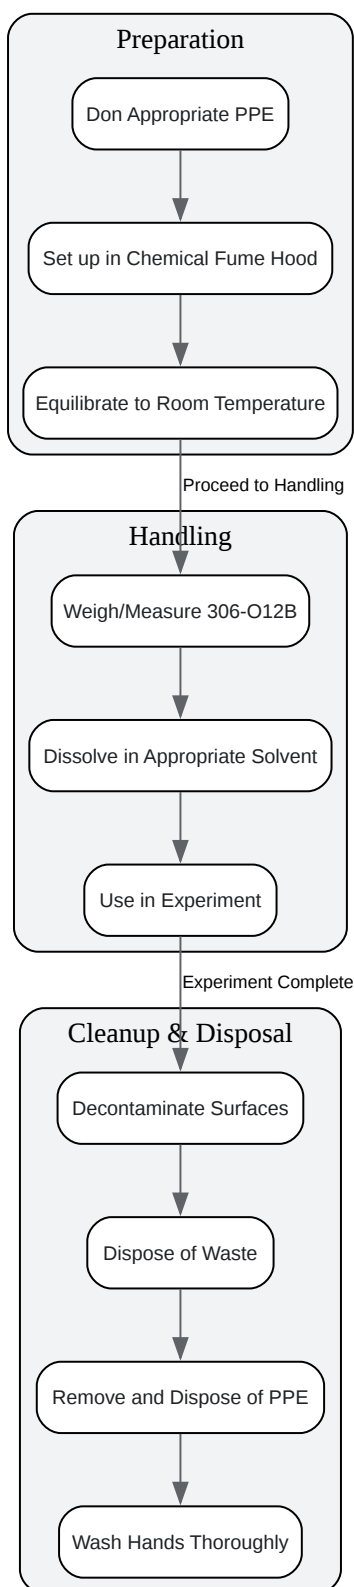 Preparation
Don Appropriate PPE
Set up in Chemical Fume Hood
Equilibrate to Room Temperature
Proceed to Handling
Handling
Weigh/Measure 306-O12B
Dissolve in Appropriate Solvent
Use in Experiment
Experiment Complete
Cleanup & Disposal
Decontaminate Surfaces
Dispose of Waste
Remove and Dispose of PPE
Wash Hands Thoroughly